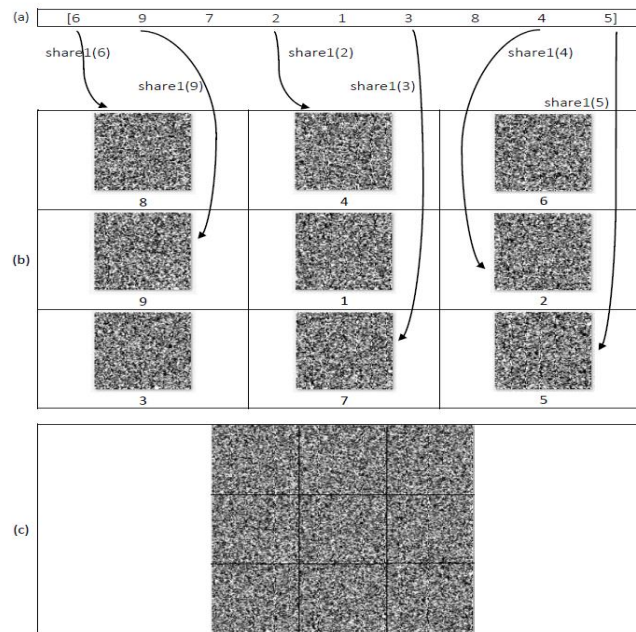 (a) [6 9 7 2 1 3 8 4 5]
share1(6) share1(2) share1(4)
share1(9) share1(3)
share1(5)
8 4 6
(b)
9 1 2
3 7 5
(c)